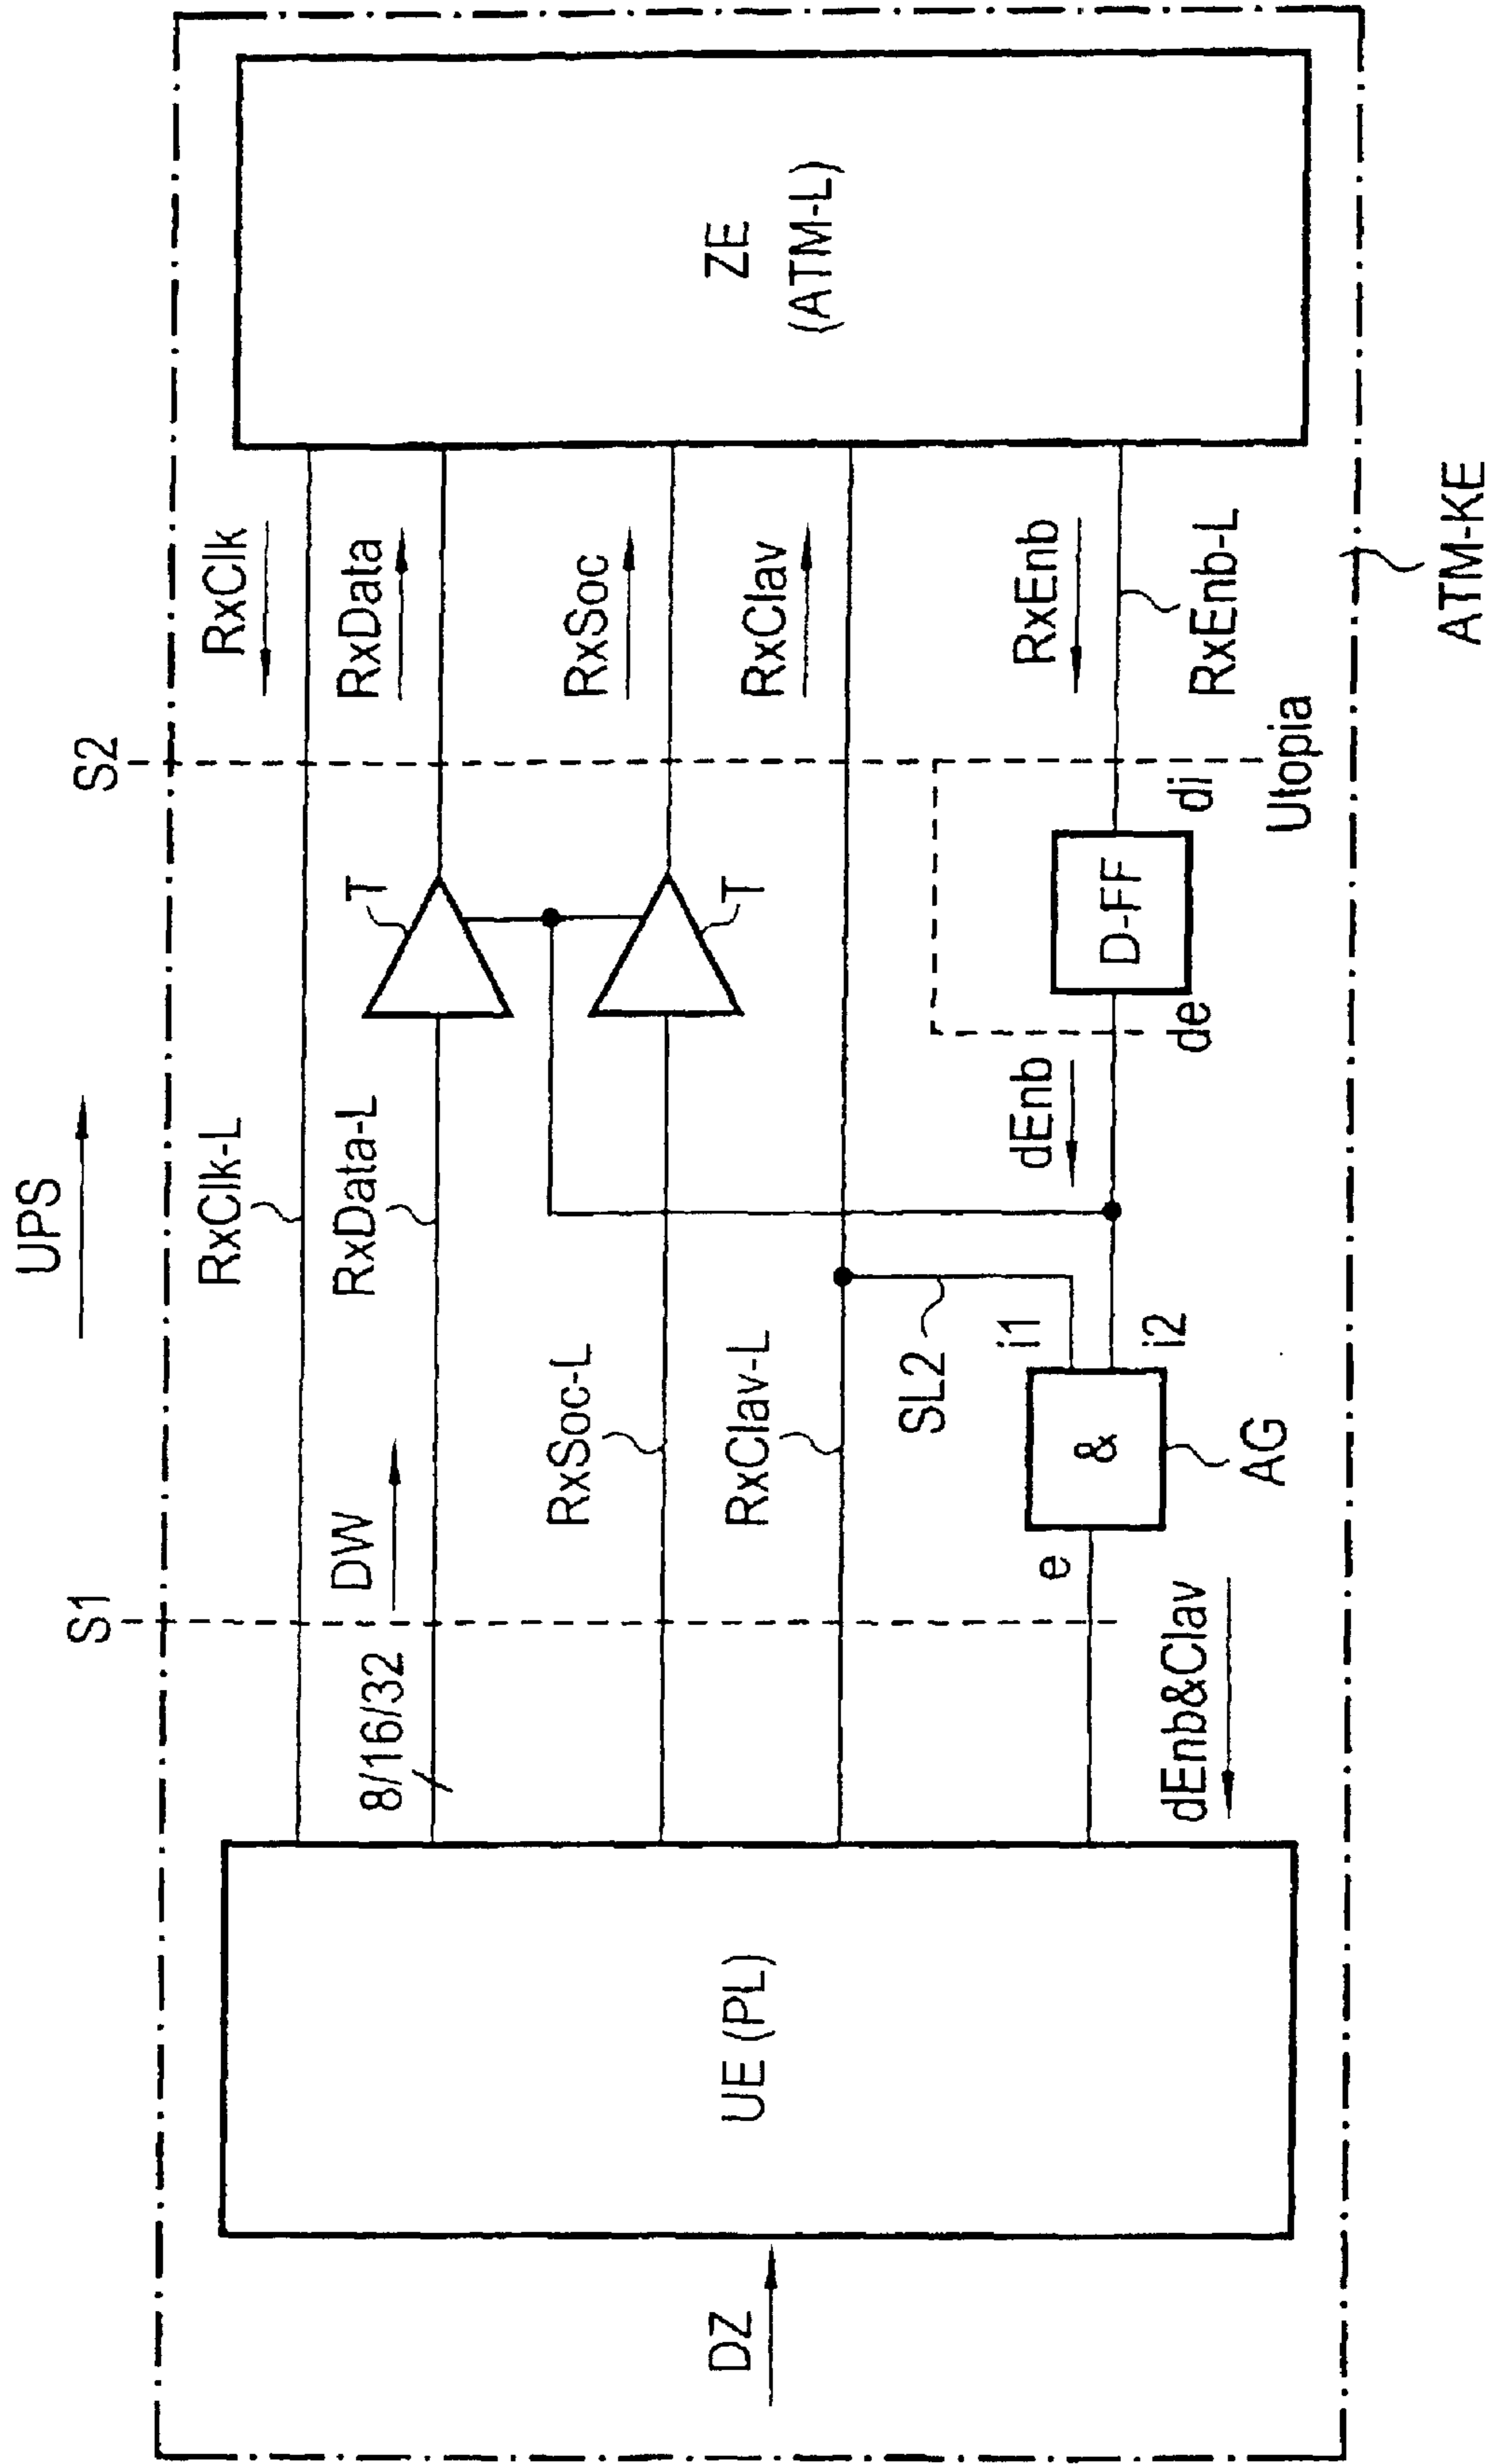 UPS
S1
S2
RxClk-L
RxClk
DW
RxData-L
T
RxData
8/16/32
RxSoc-L
T
RxSoc
RxClav-L
RxClav
DZ
UE (PL)
ZE
(ATM-L)
SL2
i1
i2
e
&
AG
dEnb
de
D-FF
di
RxEnb
RxEnb-L
dEnb&Clav
Utopia
ATM-KE